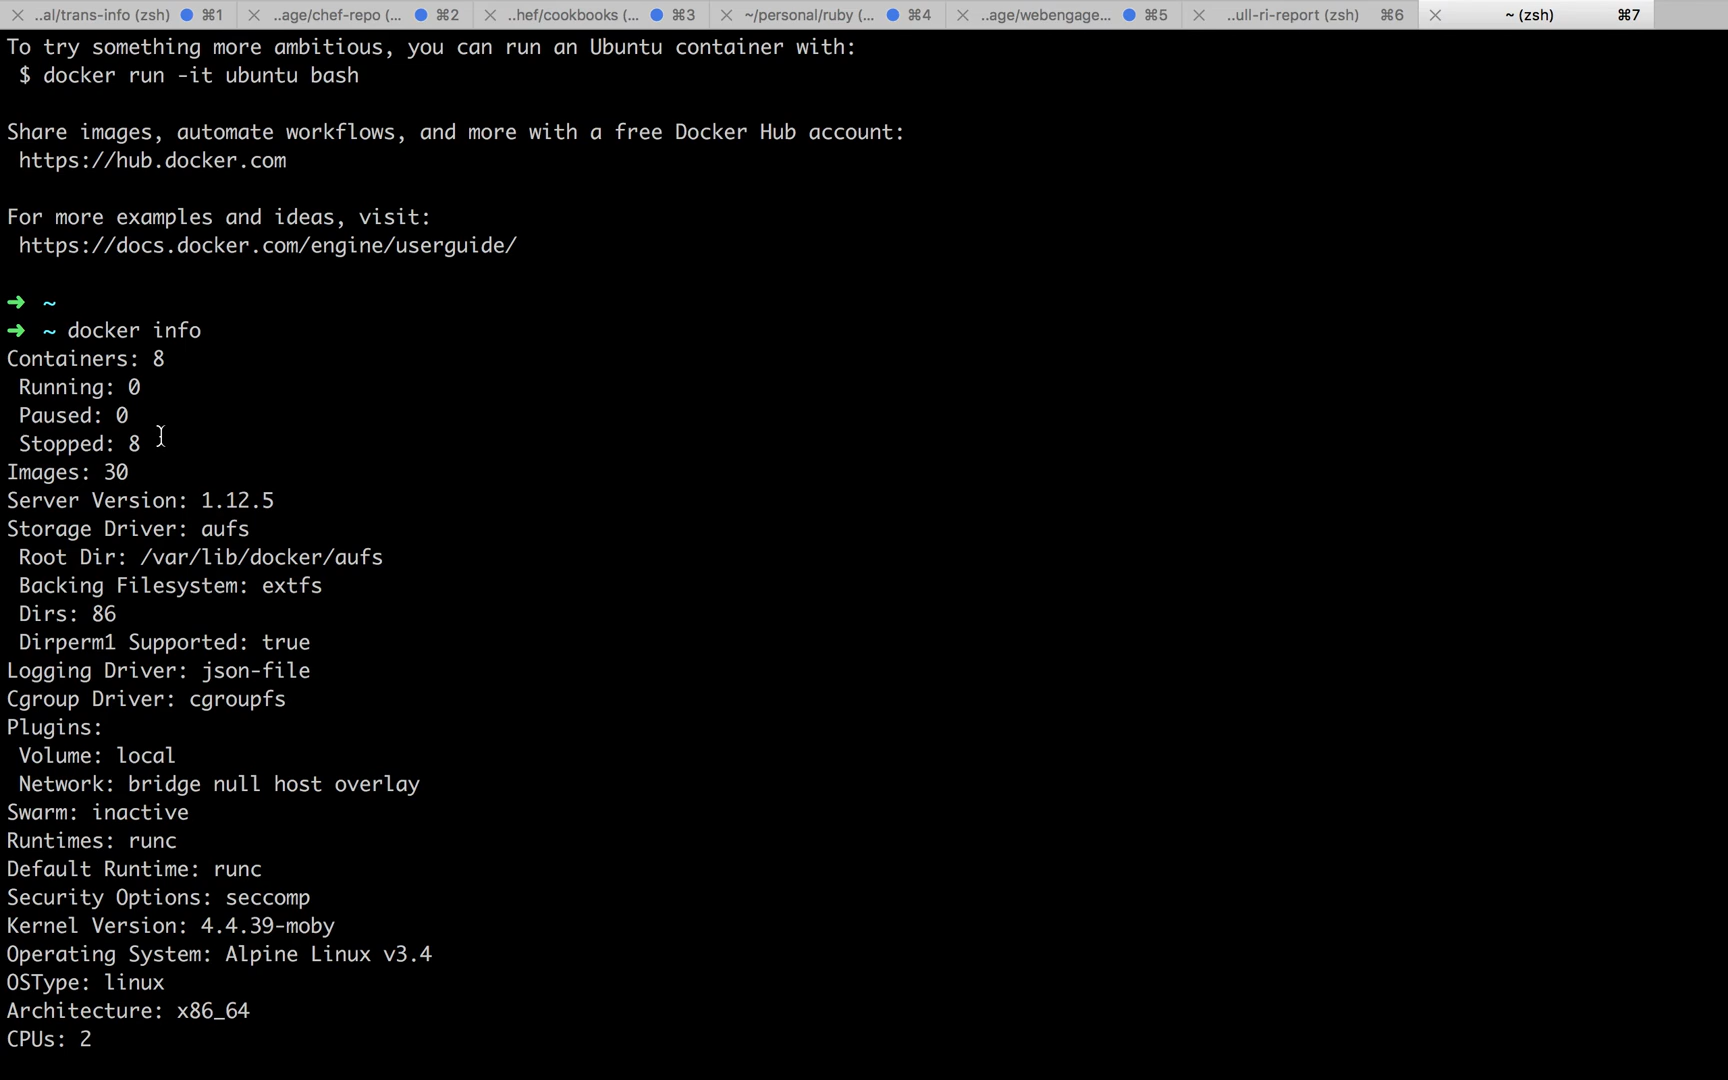 ..al/trans-info (zsh) ⌘1 ..age/chef-repo (... ⌘2 ..hef/cookbooks (... ⌘3 ~/personal/ruby (... ⌘4 ..age/webengage... ⌘5 ..ull-ri-report (zsh) ⌘6 ~ (zsh) ⌘7
To try something more ambitious, you can run an Ubuntu container with:
$ docker run -it ubuntu bash
Share images, automate workflows, and more with a free Docker Hub account:
https://hub.docker.com
For more examples and ideas, visit:
https://docs.docker.com/engine/userguide/
➜ ~
➜ ~ docker info
Containers: 8
Running: 0
Paused: 0
Stopped: 8
Images: 30
Server Version: 1.12.5
Storage Driver: aufs
Root Dir: /var/lib/docker/aufs
Backing Filesystem: extfs
Dirs: 86
Dirperm1 Supported: true
Logging Driver: json-file
Cgroup Driver: cgroupfs
Plugins:
Volume: local
Network: bridge null host overlay
Swarm: inactive
Runtimes: runc
Default Runtime: runc
Security Options: seccomp
Kernel Version: 4.4.39-moby
Operating System: Alpine Linux v3.4
OSType: linux
Architecture: x86_64
CPUs: 2